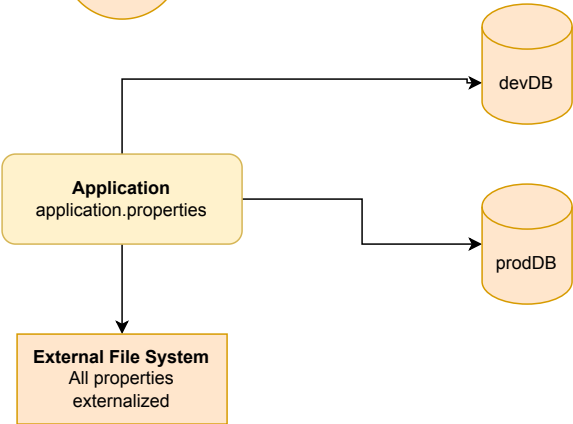 devDB
Application
application.properties
prodDB
External File System
All properties
externalized